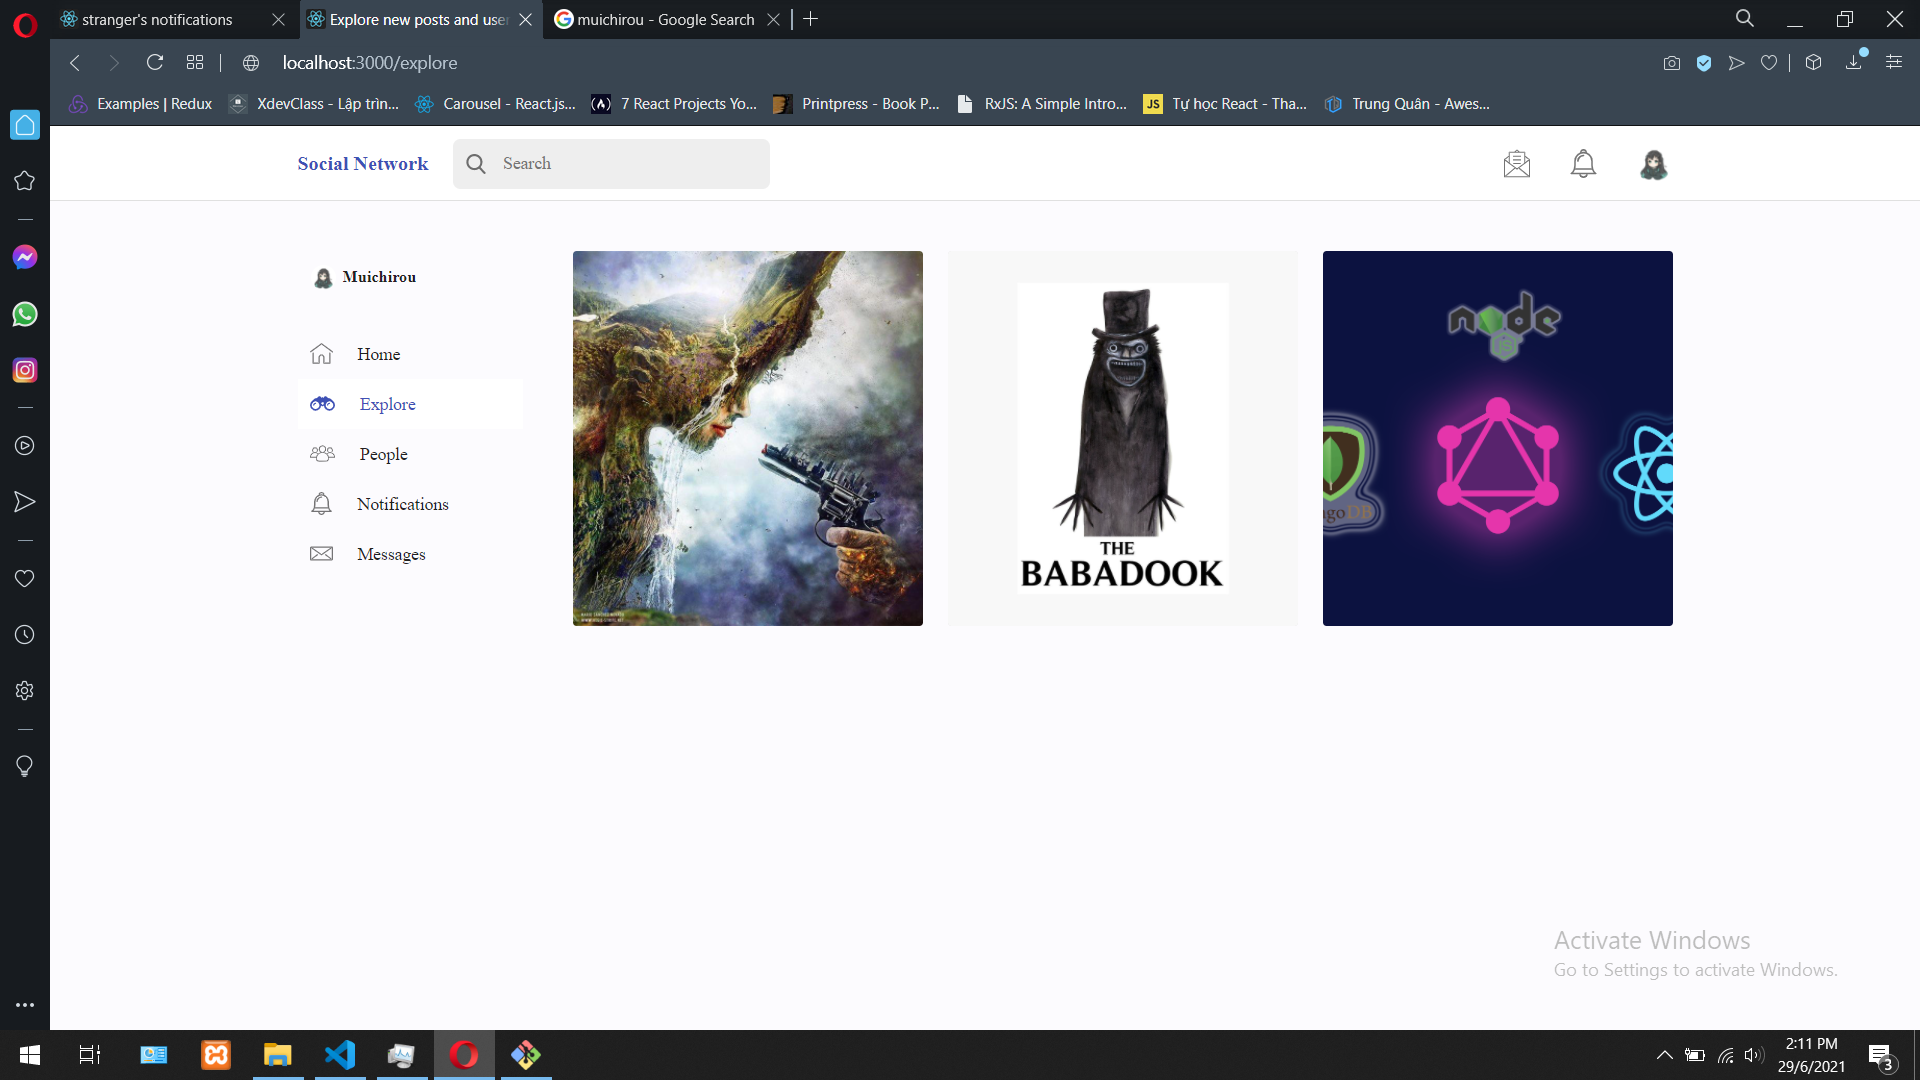 stranger's notifications
Explore new posts and user
muichirou - Google Search
localhost:3000/explore
Examples | Redux
XdevClass - Lập trìn...
Carousel - React.js...
7 React Projects Yo...
Printpress - Book P...
RxJS: A Simple Intro...
JS
Tự học React - Tha...
Trung Quân - Awes...
Social Network
Search
Muichirou
Home
Explore
People
Notifications
Messages
THE
BABADOOK
node
JS
goDB
Activate Windows
Go to Settings to activate Windows.
2:11 PM
29/6/2021
3